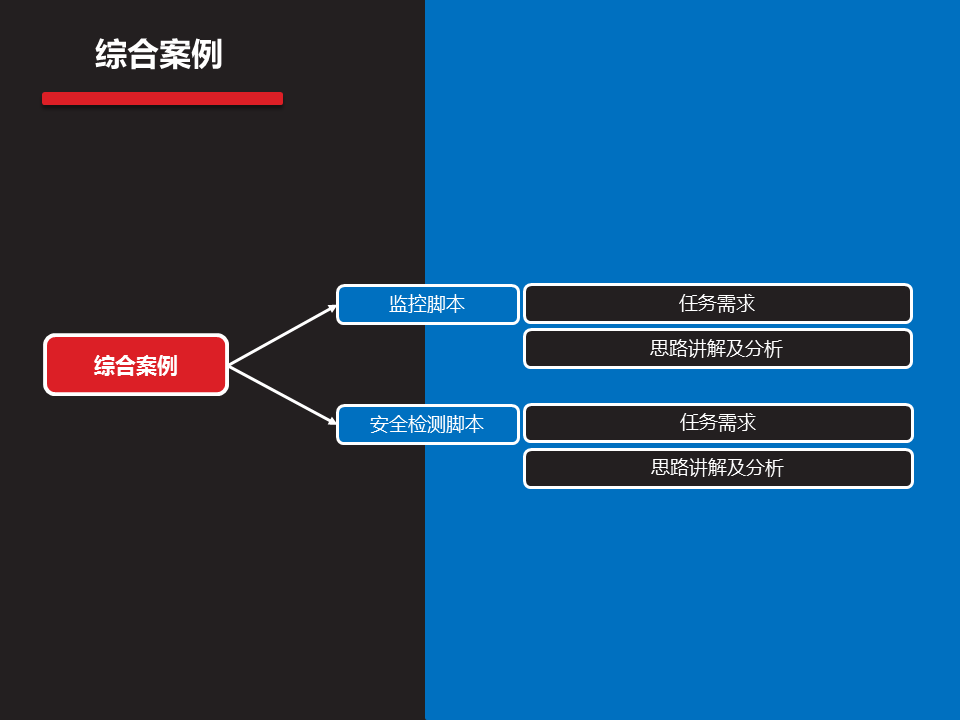 综合案例
综合案例
监控脚本
任务需求
思路讲解及分析
安全检测脚本
任务需求
思路讲解及分析